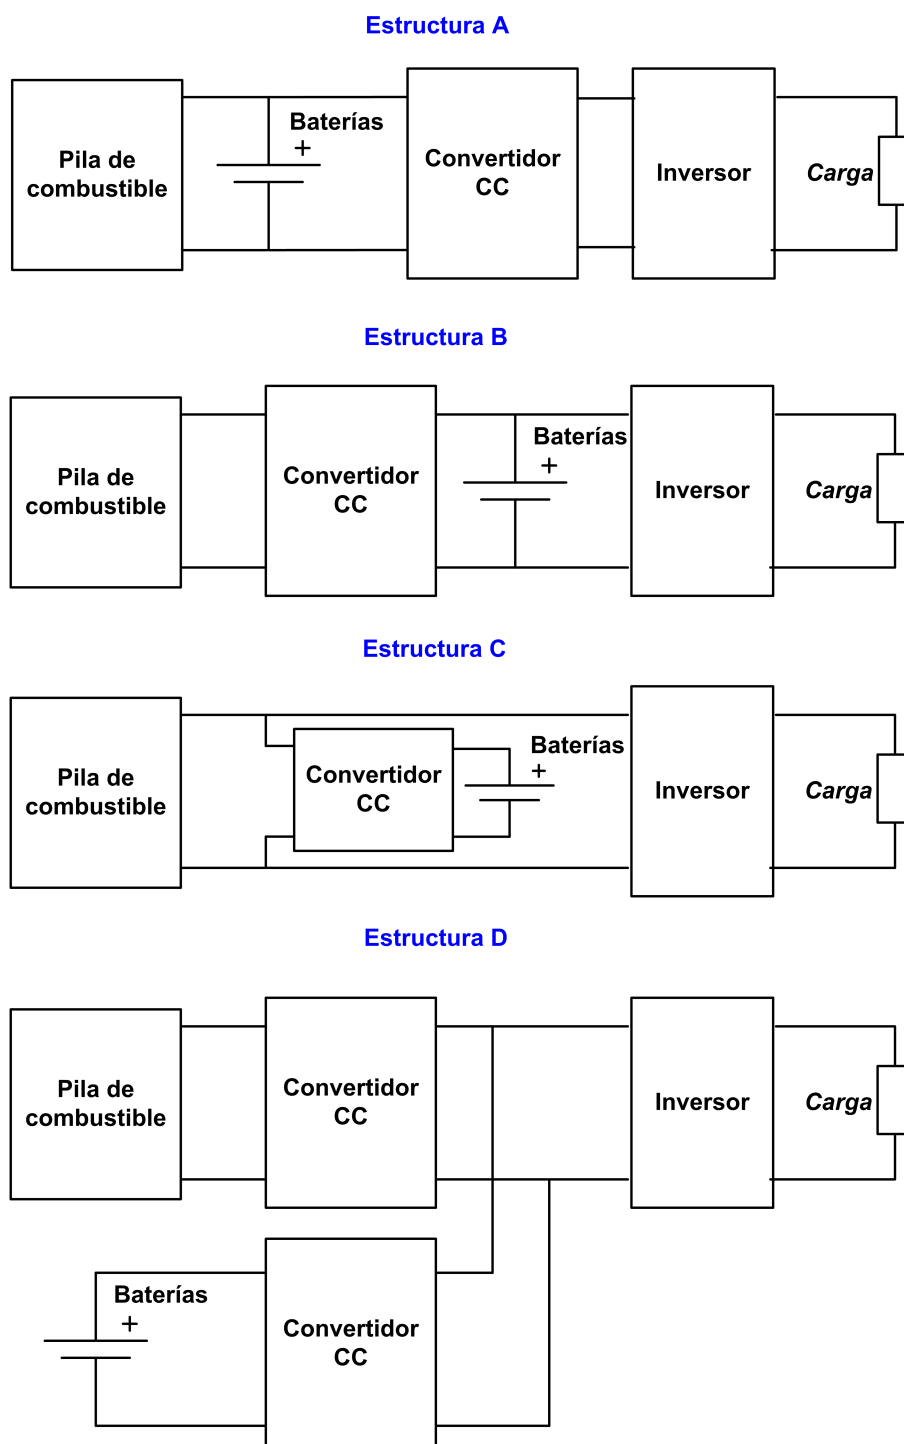 Estructura A
Baterías
+
Pila de
combustible
Convertidor
CC
Inversor
Carga
Estructura B
Baterías
+
Pila de
combustible
Convertidor
CC
Inversor
Carga
Estructura C
Baterías
+
Pila de
combustible
Convertidor
CC
Inversor
Carga
Estructura D
Pila de
combustible
Convertidor
CC
Inversor
Carga
Baterías
+
Convertidor
CC